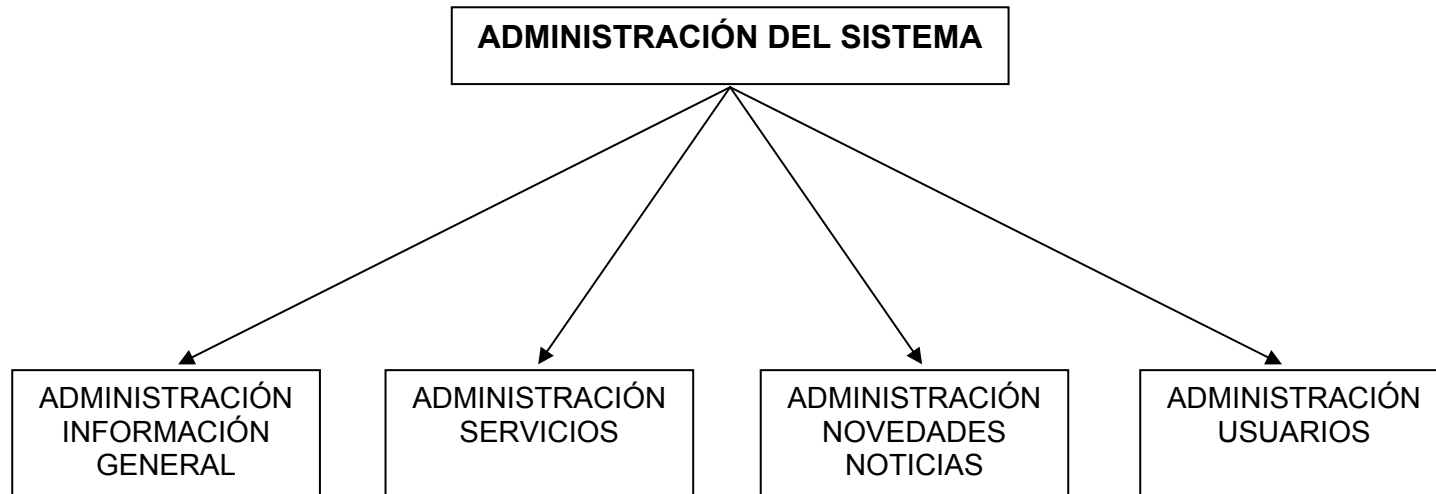 ADMINISTRACIÓN DEL SISTEMA
ADMINISTRACIÓN
INFORMACIÓN
GENERAL
ADMINISTRACIÓN
SERVICIOS
ADMINISTRACIÓN
NOVEDADES
NOTICIAS
ADMINISTRACIÓN
USUARIOS